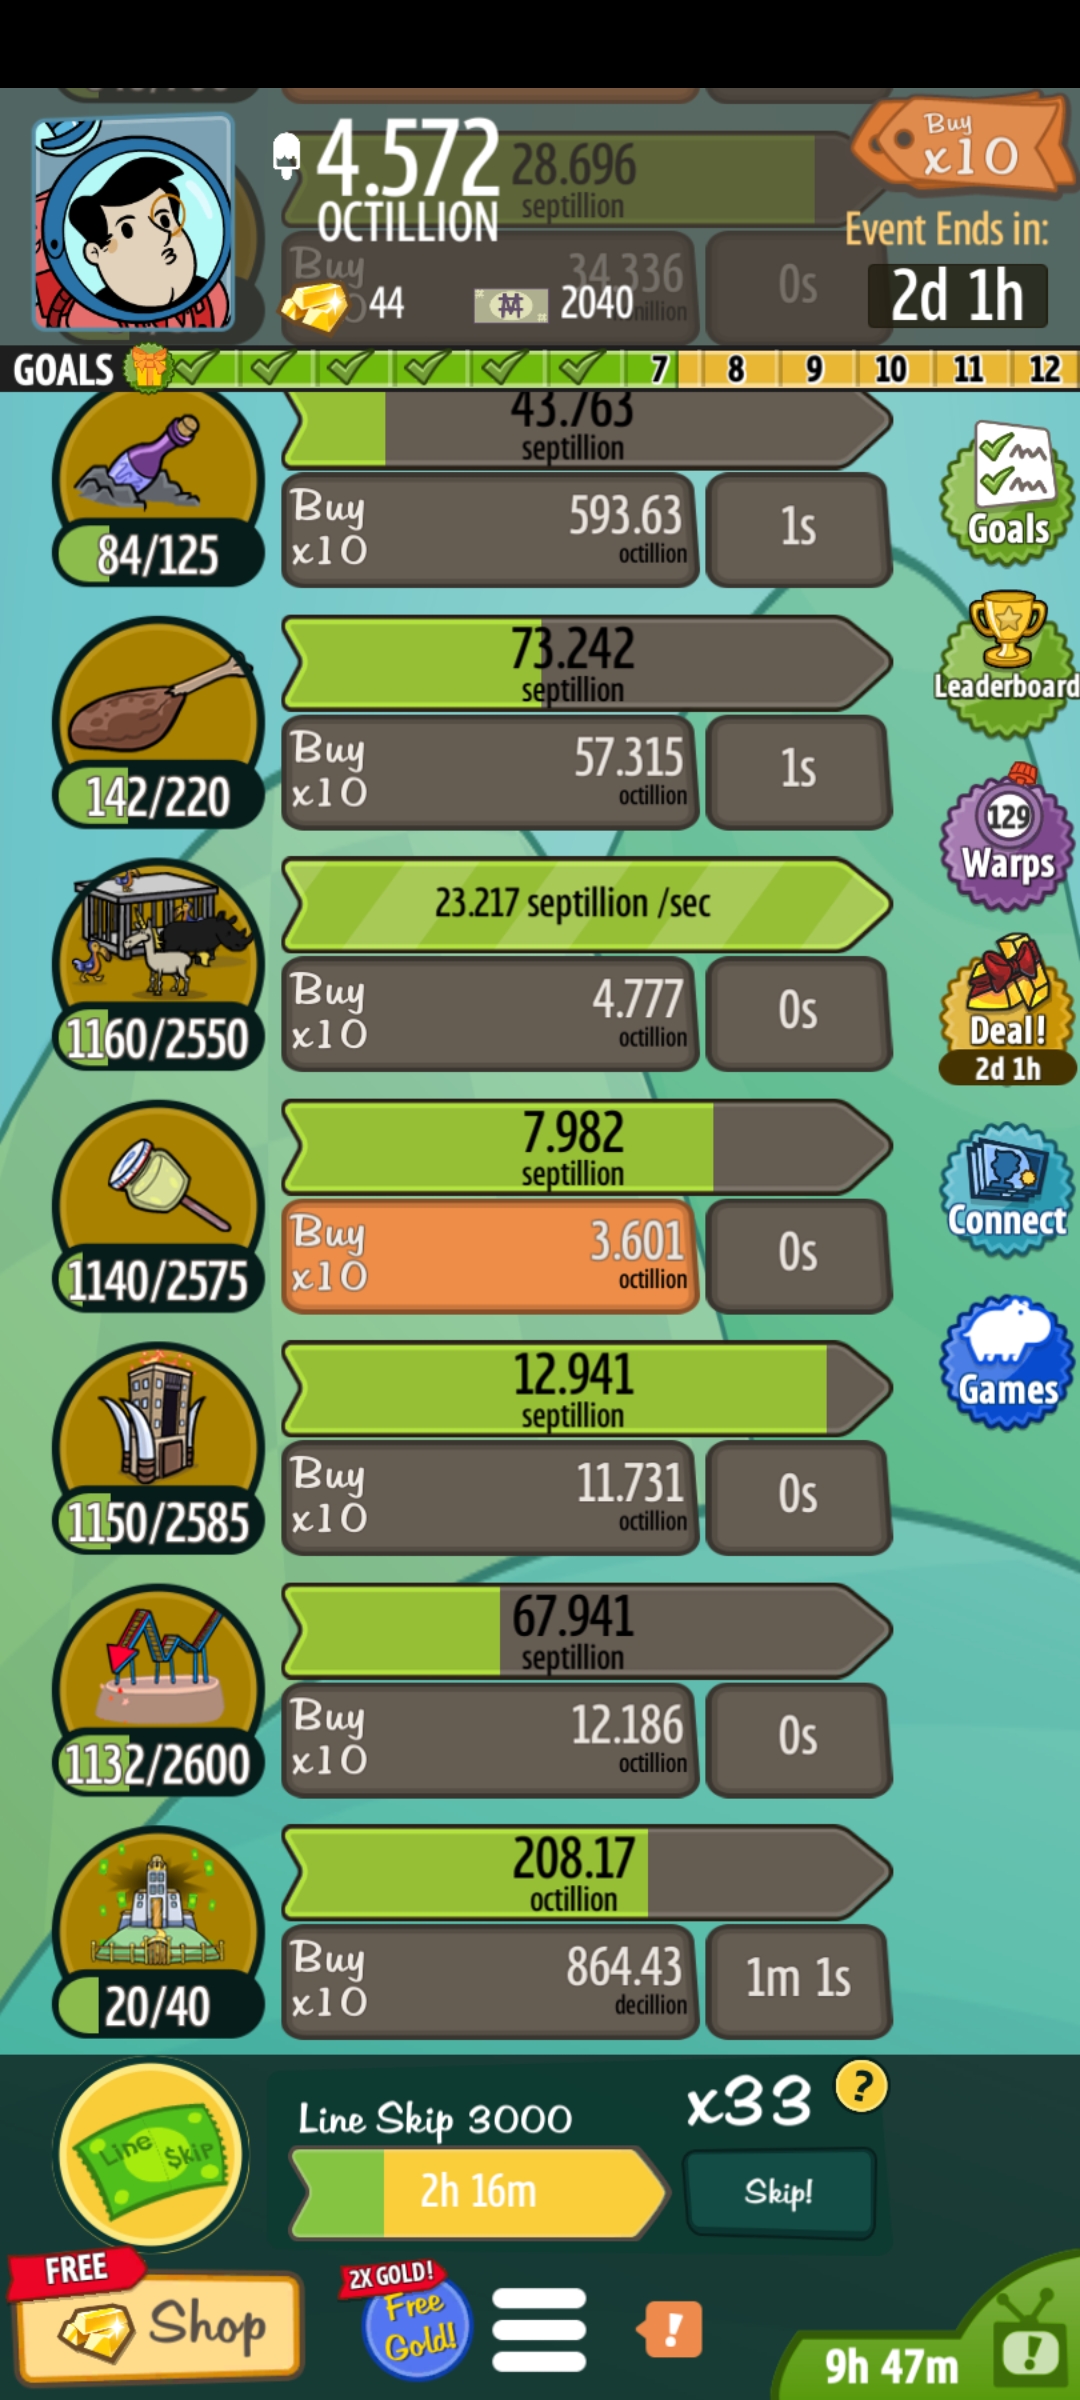 4.572
OCTILLION
28.696
septillion
Buy
x10
Buy
34.336
0s
Event Ends in:
44
2040
2d 1h
GOALS
7 8 9 10 11 12
43.763
septillion
84/125
Buy
x10
593.63
octillion
1s
Goals
73.242
septillion
142/220
Buy
x10
57.315
octillion
1s
Leaderboard
23.217 septillion /sec
1160/2550
Buy
x10
4.777
octillion
0s
129
Warps
Deal!
2d 1h
7.982
septillion
1140/2575
Buy
x10
3.601
octillion
0s
Connect
12.941
septillion
1150/2585
Buy
x10
11.731
octillion
0s
Games
67.941
septillion
1132/2600
Buy
x10
12.186
octillion
0s
208.17
octillion
20/40
Buy
x10
864.43
decillion
1m 1s
Line $kip
Line Skip 3000
x33
?
2h 16m
Skip!
FREE
Shop
2X GOLD!
Free
Gold!
!
9h 47m
!